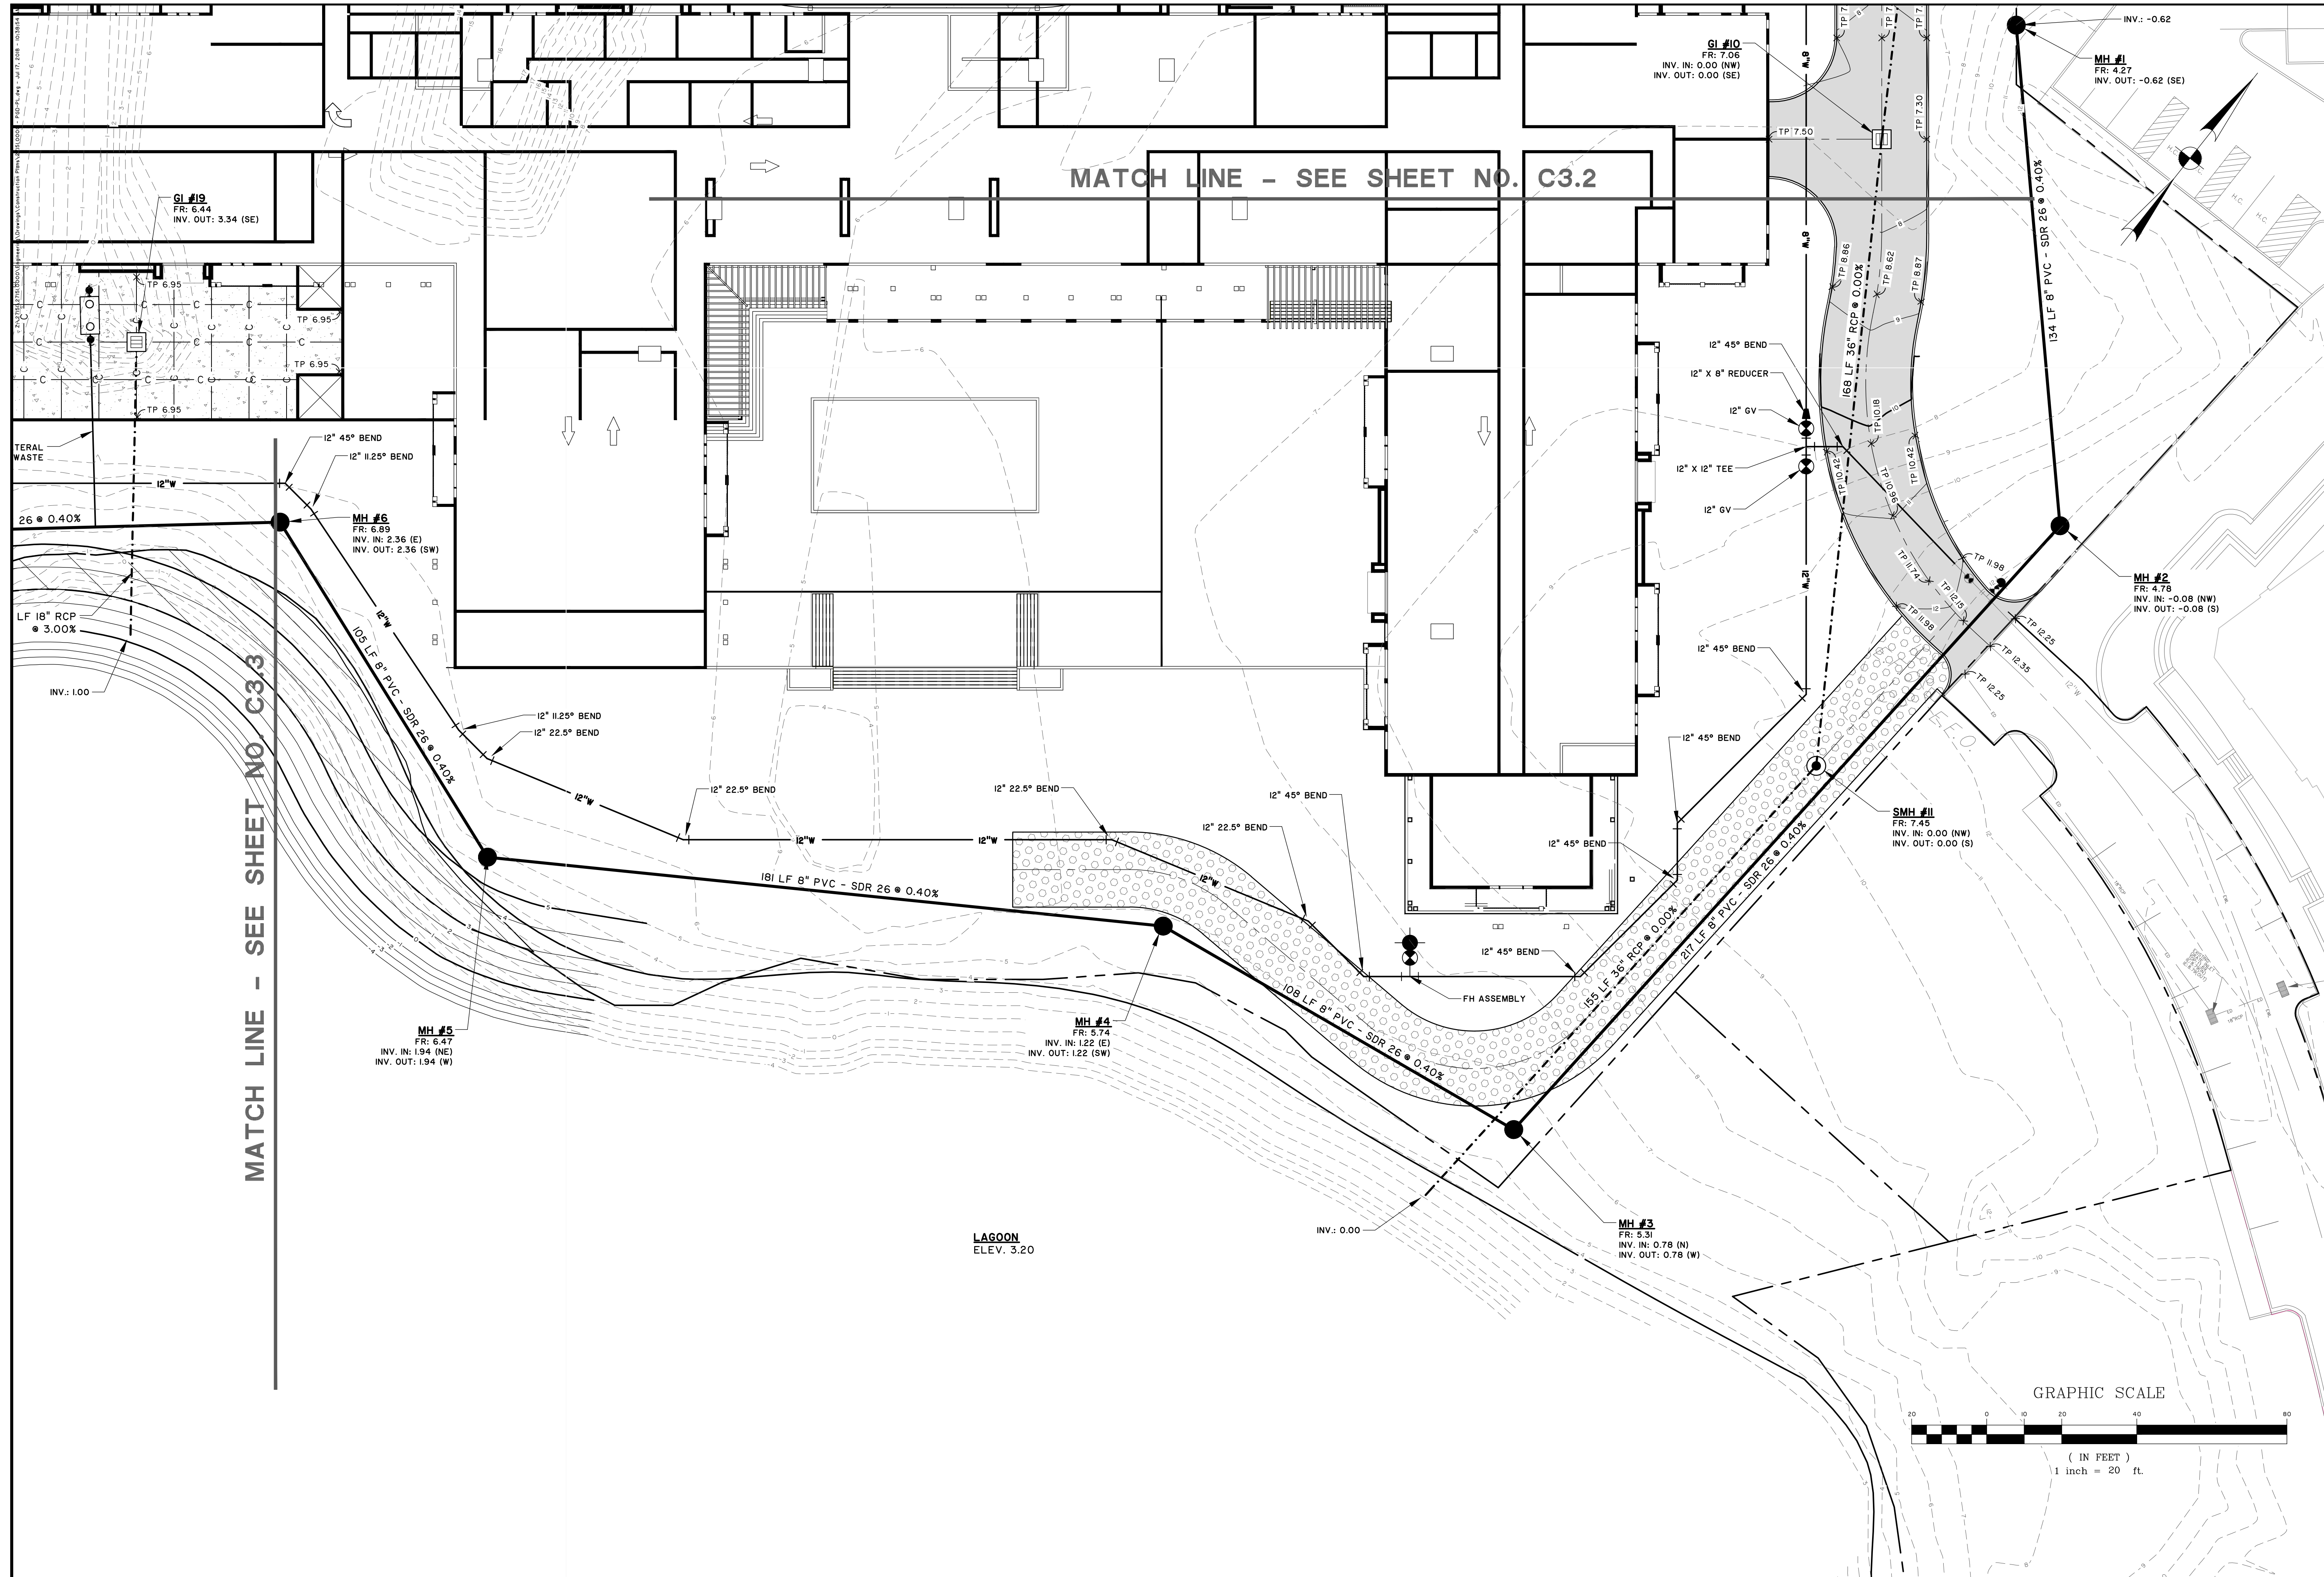 INV.: -0.62
MH #1
FR: 4.27
INV. OUT: -0.62 (SE)
GI #10
FR: 7.06
INV. IN: 0.00 (NW)
INV. OUT: 0.00 (SE)
8"W
TP 7.30
TP 7.50
H.C.
H.C.
H.C.
MATCH LINE - SEE SHEET NO. C3.2
134 LF 8" PVC - SDR 26 @ 0.40%
GI #19
FR: 6.44
INV. OUT: 3.34 (SE)
8"W
TP 8.86
TP 8.62
TP 8.87
168 LF 36" RCP @ 0.00%
TP 6.95
TP 6.95
TP 6.95
TP 6.95
12" 45° BEND
12" X 8" REDUCER
12" GV
12" X 12" TEE
12" GV
TP 10.18
TP 10.42
TP 10.42
TP 10.96
TP 11.74
TP 11.98
TP 12.15
TP 11.98
TP 12.25
TP 12.35
TP 12.25
TERAL
WASTE
12" 45° BEND
12" 11.25° BEND
12"W
26 @ 0.40%
MH #6
FR: 6.89
INV. IN: 2.36 (E)
INV. OUT: 2.36 (SW)
12"W
MH #2
FR: 4.78
INV. IN: -0.08 (NW)
INV. OUT: -0.08 (S)
LF 18" RCP
@ 3.00%
INV.: 1.00
12"W
105 LF 8" PVC - SDR 26 @ 0.40%
12" 45° BEND
12"W
12" 11.25° BEND
12" 22.5° BEND
12" 45° BEND
12"W
12" 22.5° BEND
12" 22.5° BEND
12" 45° BEND
12" 22.5° BEND
12"W
12"W
12" 45° BEND
SMH #11
FR: 7.45
INV. IN: 0.00 (NW)
INV. OUT: 0.00 (S)
181 LF 8" PVC - SDR 26 @ 0.40%
12"W
155 LF 36" RCP @ 0.00%
217 LF 8" PVC - SDR 26 @ 0.40%
12" 45° BEND
FH ASSEMBLY
108 LF 8" PVC - SDR 26 @ 0.40%
MATCH LINE - SEE SHEET NO. C3.3
MH #5
FR: 6.47
INV. IN: 1.94 (NE)
INV. OUT: 1.94 (W)
MH #4
FR: 5.74
INV. IN: 1.22 (E)
INV. OUT: 1.22 (SW)
INV.: 0.00
MH #3
FR: 5.31
INV. IN: 0.78 (N)
INV. OUT: 0.78 (W)
LAGOON
ELEV. 3.20
GRAPHIC SCALE
20 0 10 20 40 80
( IN FEET )
1 inch = 20 ft.